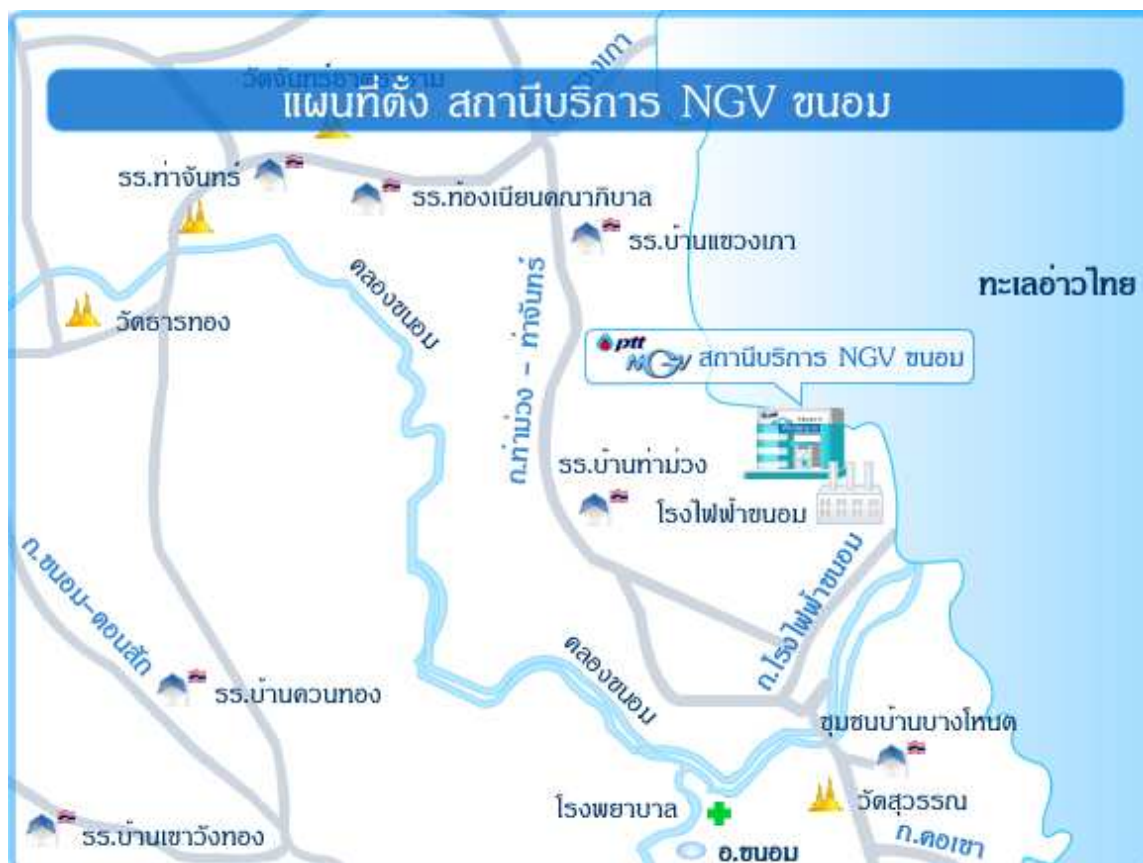 แผนที่ตั้ง สถานีบริการ NGV ขนอม
รร.ท่าจันทร์
รร.ท้องเนียนคณาภิบาล
รร.บ้านแขวงเภา
คลองขนอม
ทะเลอ่าวไทย
วัดธารทอง
ถ.ท่าม่วง - ท่าจันทร์
ptt
NGV สถานีบริการ NGV ขนอม
รร.บ้านท่าม่วง
โรงไฟฟ้าขนอม
ถ.ขนอม-ดอนสัก
ถ.โรงไฟฟ้าขนอม
คลองขนอม
รร.บ้านควนทอง
ชุมชนบ้านบางโหนด
โรงพยาบาล
วัดสุวรรณ
รร.บ้านเขาวังทอง
อ.ขนอม
ถ.คอเขา